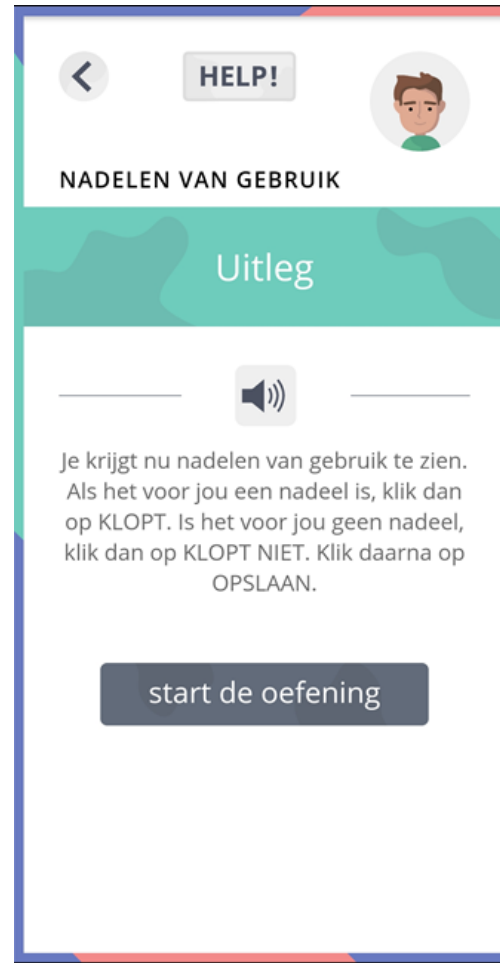 HELP!
NADELEN VAN GEBRUIK
Uitleg
Je krijgt nu nadelen van gebruik te zien.
Als het voor jou een nadeel is, klik dan
op KLOPT. Is het voor jou geen nadeel,
klik dan op KLOPT NIET. Klik daarna op
OPSLAAN.
start de oefening